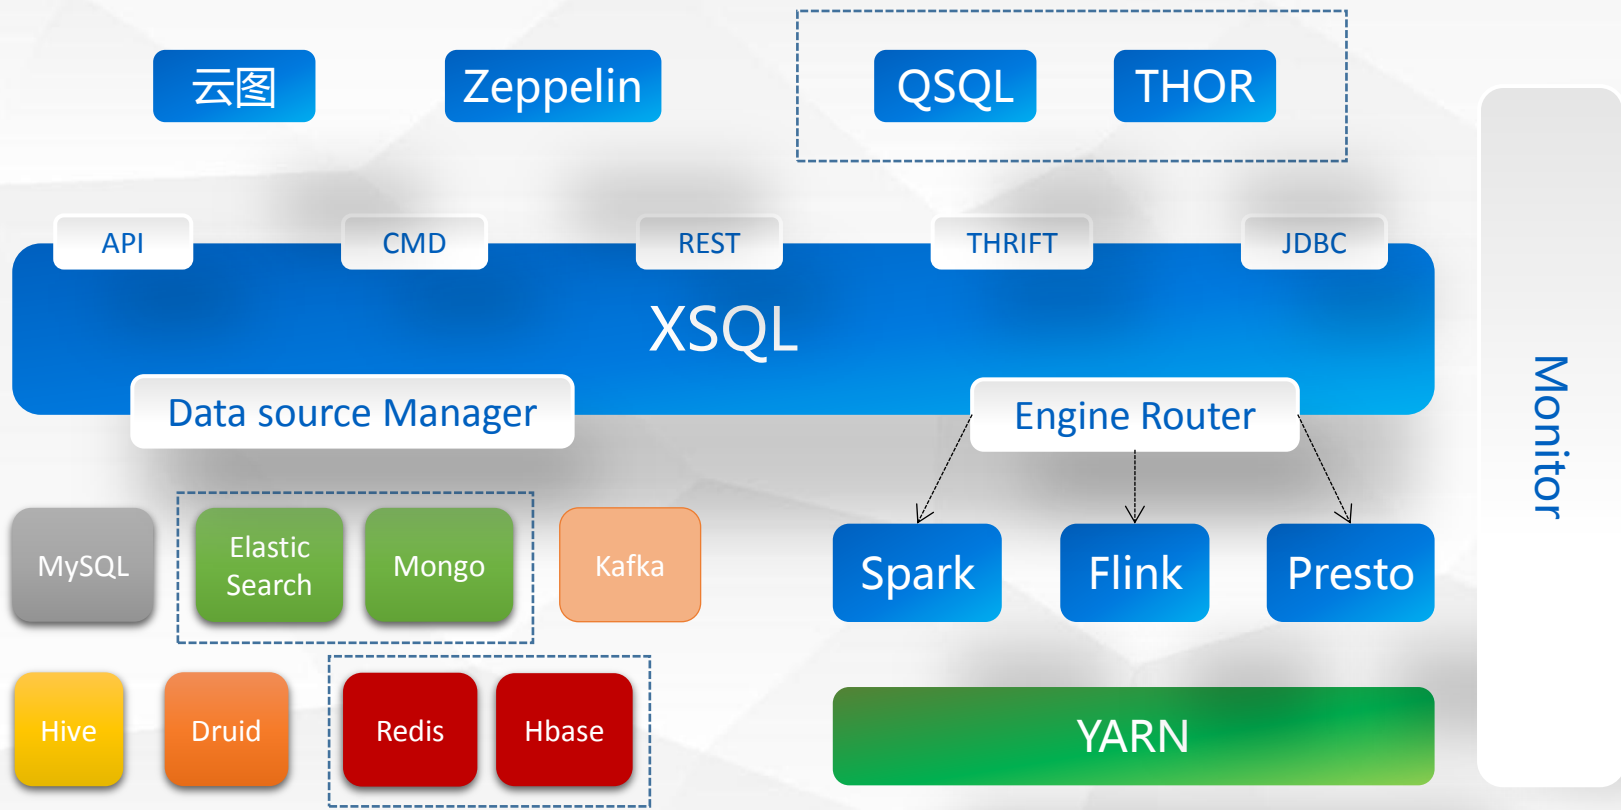 云图
Zeppelin
QSQL
THOR
API
CMD
REST
THRIFT
JDBC
XSQL
Data source Manager
Engine Router
Monitor
MySQL
Elastic
Search
Mongo
Kafka
Spark
Flink
Presto
Hive
Druid
Redis
Hbase
YARN